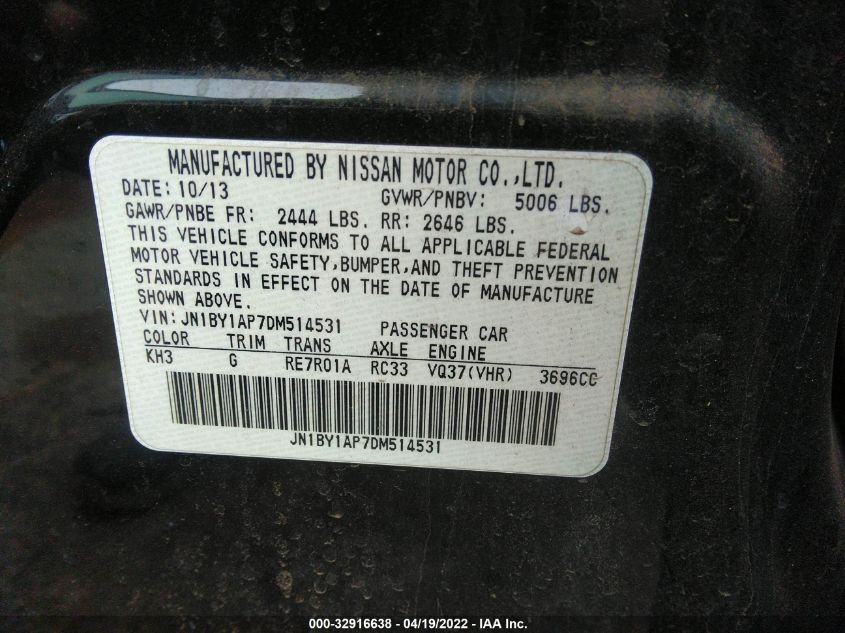 MANUFACTURED BY NISSAN MOTOR CO.,LTD.
DATE: 10/13 GVWR/PNBV: 5006 LBS.
GAWR/PNBE FR: 2444 LBS. RR: 2646 LBS.
THIS VEHICLE CONFORMS TO ALL APPLICABLE FEDERAL
MOTOR VEHICLE SAFETY,BUMPER,AND THEFT PREVENTION
STANDARDS IN EFFECT ON THE DATE OF MANUFACTURE
SHOWN ABOVE.
VIN:JN1BY1AP7DM514531 PASSENGER CAR
COLOR TRIM TRANS AXLE ENGINE
KH3 G RE7R01A RC33 VQ37(VHR) 3696CC
JN1BY1AP7DM514531
000-32916638 - 04/19/2022 - IAA Inc.